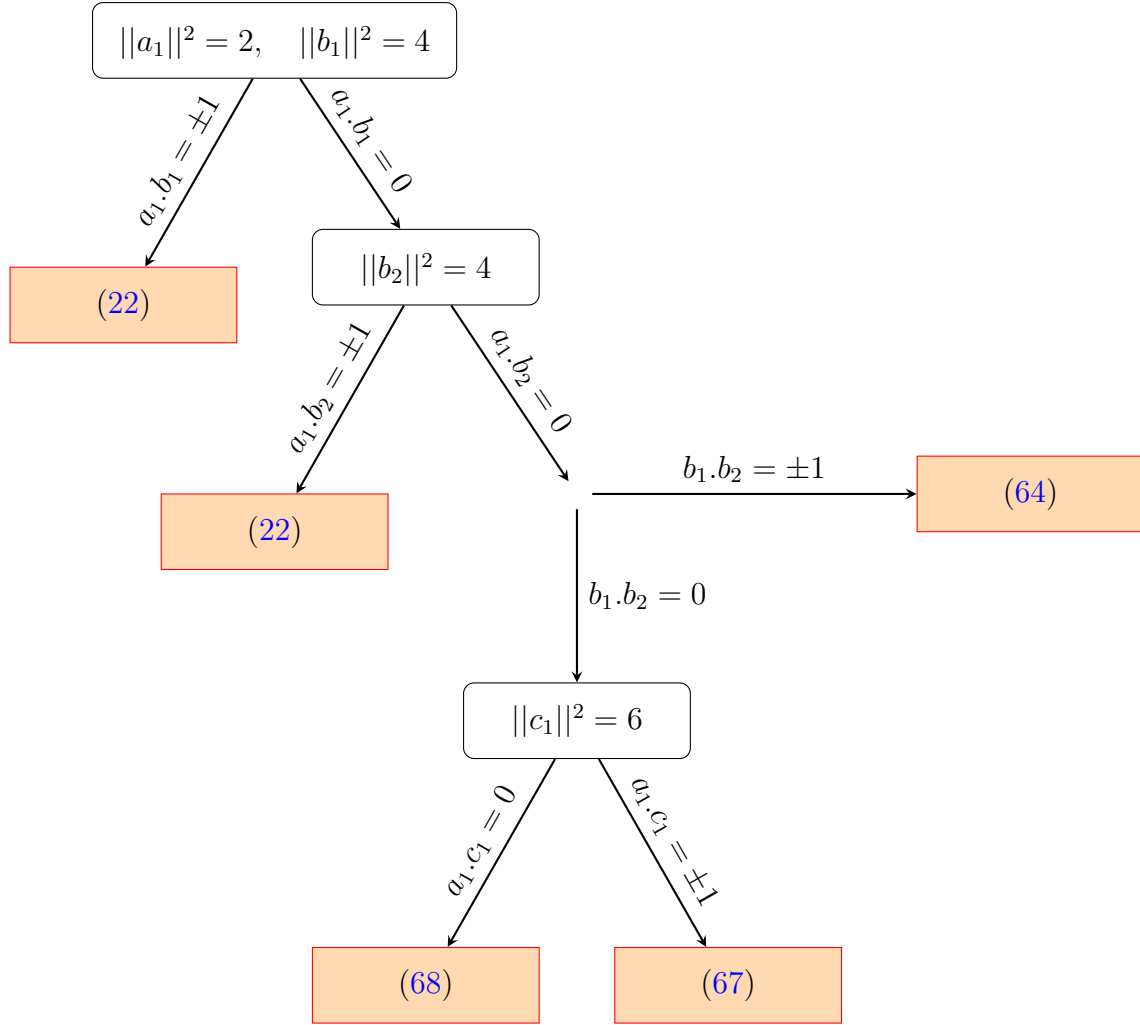 ||a₁||² = 2, ||b₁||² = 4
a₁.b₁ = ±1
a₁.b₁ = 0
(22)
||b₂||² = 4
a₁.b₂ = ±1
a₁.b₂ = 0
b₁.b₂ = ±1
(64)
(22)
b₁.b₂ = 0
||c₁||² = 6
a₁.c₁ = 0
a₁.c₁ = ±1
(68)
(67)